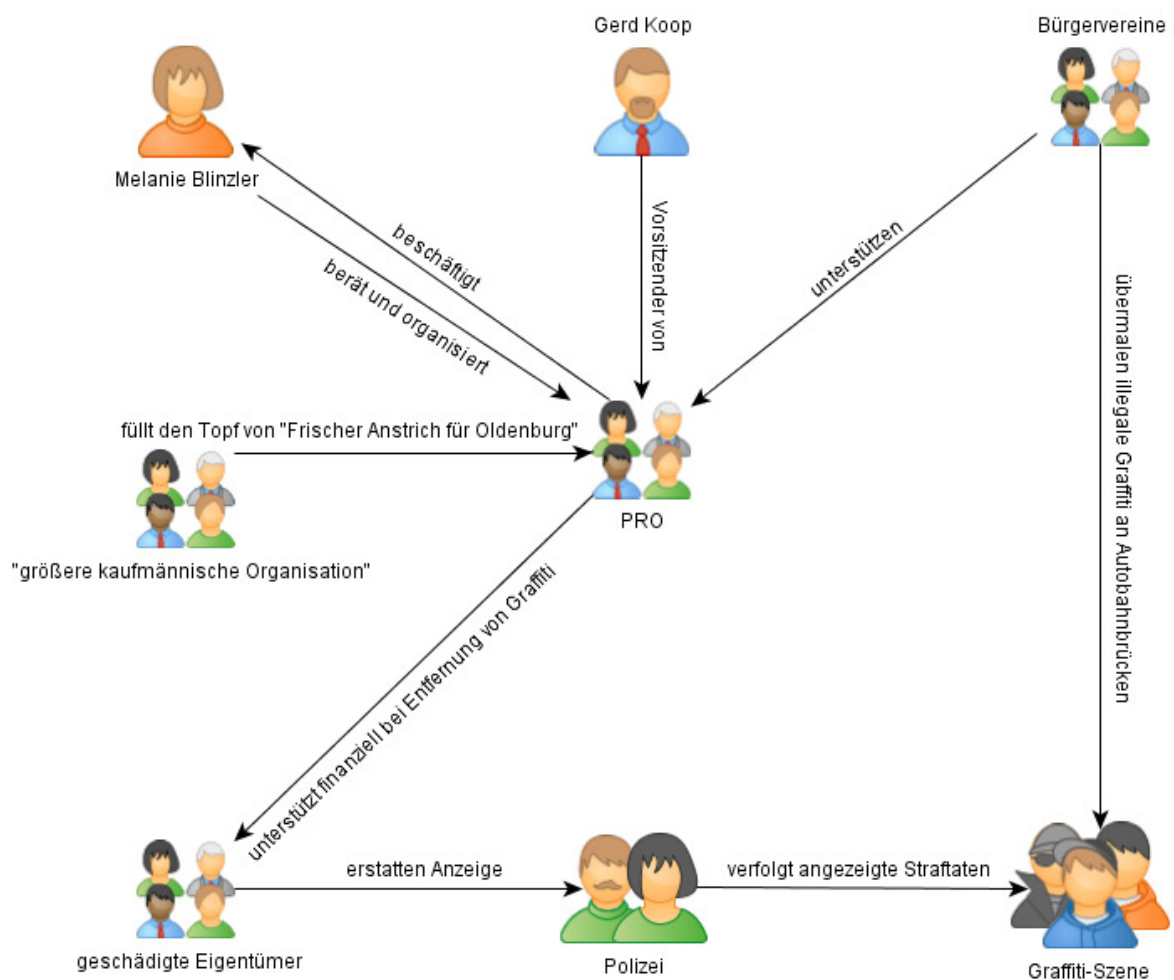 Gerd Koop
Bürgervereine
Melanie Blinzler
beschäftigt
berät und organisiert
Vorsitzender von
unterstützen
übermalen illegale Graffiti an Autobahnbrücken
füllt den Topf von "Frischer Anstrich für Oldenburg"
PRO
"größere kaufmännische Organisation"
unterstützt finanziell bei Entfernung von Graffiti
erstatten Anzeige
verfolgt angezeigte Straftaten
geschädigte Eigentümer
Polizei
Graffiti-Szene